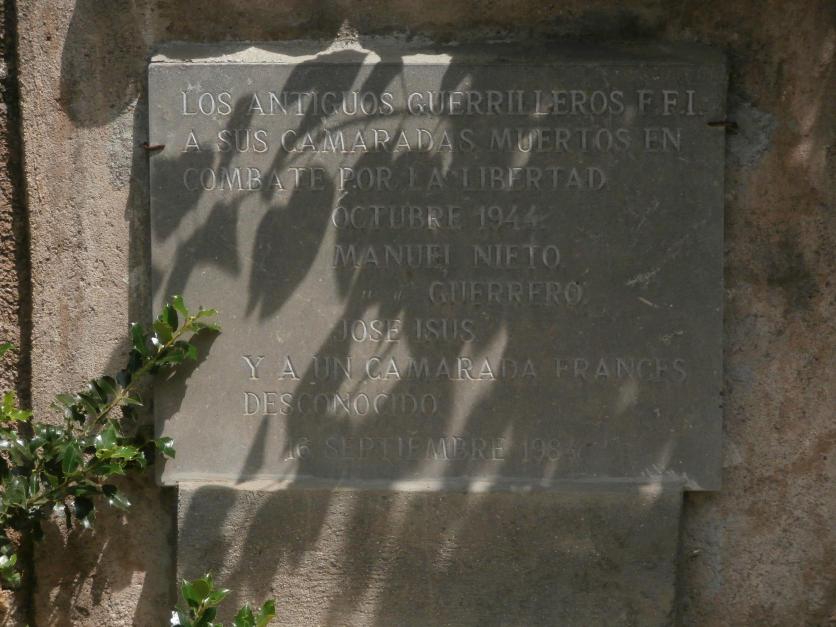 LOS ANTIGUOS GUERRILLEROS F.F.I.
A SUS CAMARADAS MUERTOS EN
COMBATE POR LA LIBERTAD.
OCTUBRE 1944.
MANUEL NIETO.
" " GUERRERO.
JOSE ISUS.
Y A UN CAMARADA FRANCES
DESCONOCIDO.
16 SEPTIEMBRE 1984